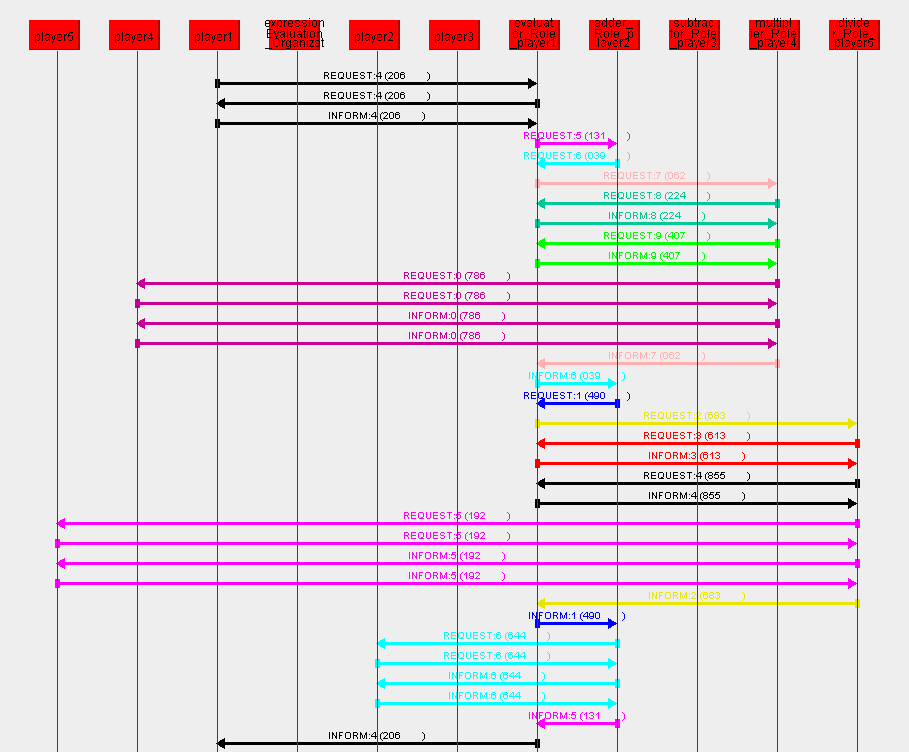 player5
player4
player1
expression
Evaluation
_Organizat
player2
player3
evaluat
or_Role
_player1
adder_
Role_p
layer2
subtrac
tor_Role
_player3
multipl
ier_Role
_player4
divide
r_Role_
player5
REQUEST:4 (206 )
REQUEST:4 (206 )
INFORM:4 (206 )
REQUEST:5 (131 )
REQUEST:6 (039 )
REQUEST:7 (062 )
REQUEST:8 (224 )
INFORM:8 (224 )
REQUEST:9 (407 )
INFORM:9 (407 )
REQUEST:0 (786 )
REQUEST:0 (786 )
INFORM:0 (786 )
INFORM:0 (786 )
INFORM:7 (062 )
INFORM:6 (039 )
REQUEST:1 (490 )
REQUEST:2 (683 )
REQUEST:3 (613 )
INFORM:3 (613 )
REQUEST:4 (855 )
INFORM:4 (855 )
REQUEST:5 (192 )
REQUEST:5 (192 )
INFORM:5 (192 )
INFORM:5 (192 )
INFORM:2 (683 )
INFORM:1 (490 )
REQUEST:6 (644 )
REQUEST:6 (644 )
INFORM:6 (644 )
INFORM:6 (644 )
INFORM:5 (131 )
INFORM:4 (206 )